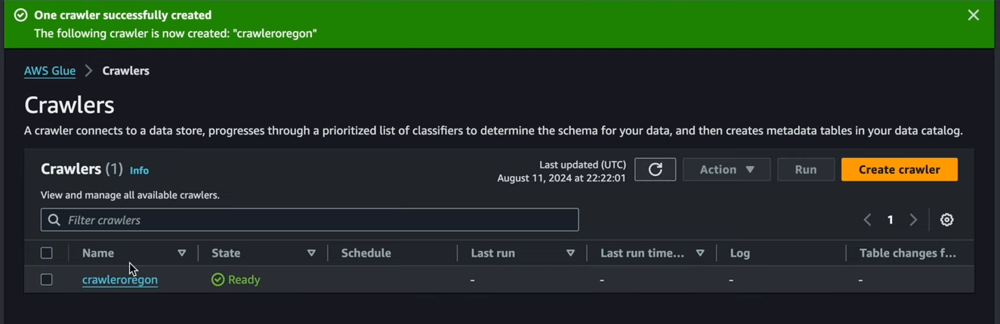 One crawler successfully created
The following crawler is now created: "crawleroregon"
AWS Glue > Crawlers
Crawlers
A crawler connects to a data store, progresses through a prioritized list of classifiers to determine the schema for your data, and then creates metadata tables in your data catalog.
Crawlers (1) Info
Last updated (UTC)
August 11, 2024 at 22:22:01
Action
Run
Create crawler
View and manage all available crawlers.
Filter crawlers
1
Name State Schedule Last run Last run time... Log Table changes f...
crawleroregon Ready - - - -